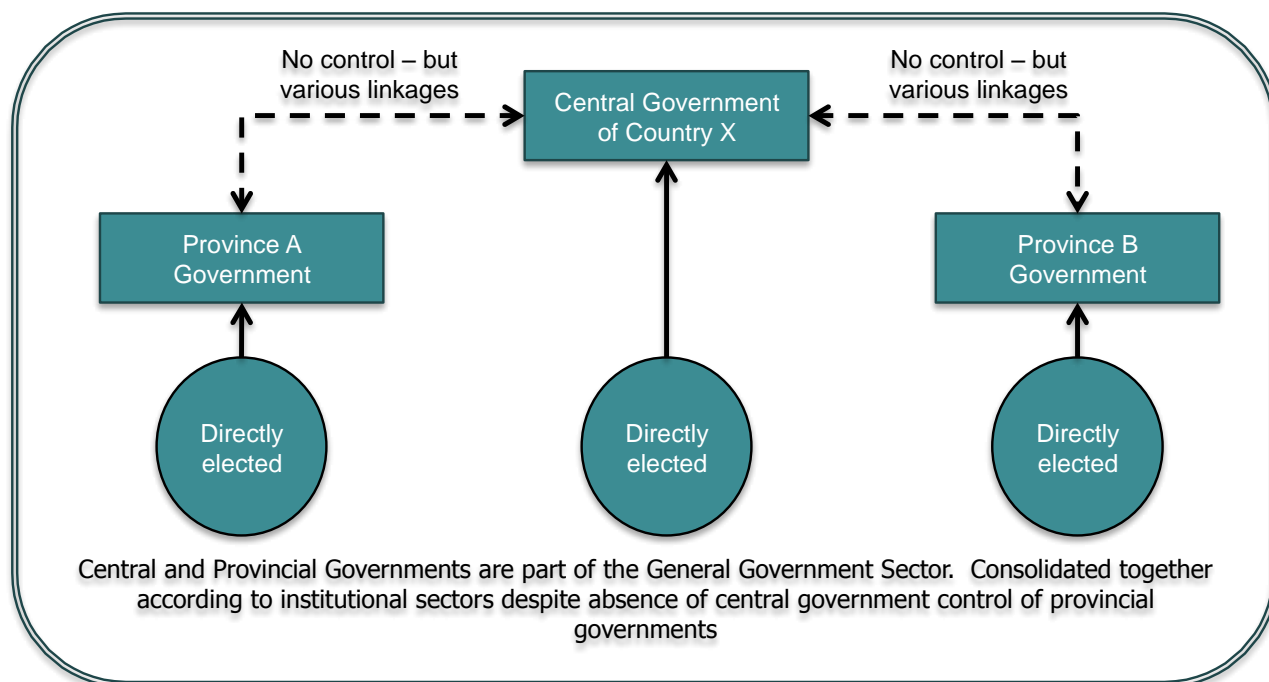 No control – but
various linkages
Central Government
of Country X
No control – but
various linkages
Province A
Government
Province B
Government
Directly
elected
Directly
elected
Directly
elected
Central and Provincial Governments are part of the General Government Sector.  Consolidated together
according to institutional sectors despite absence of central government control of provincial
governments